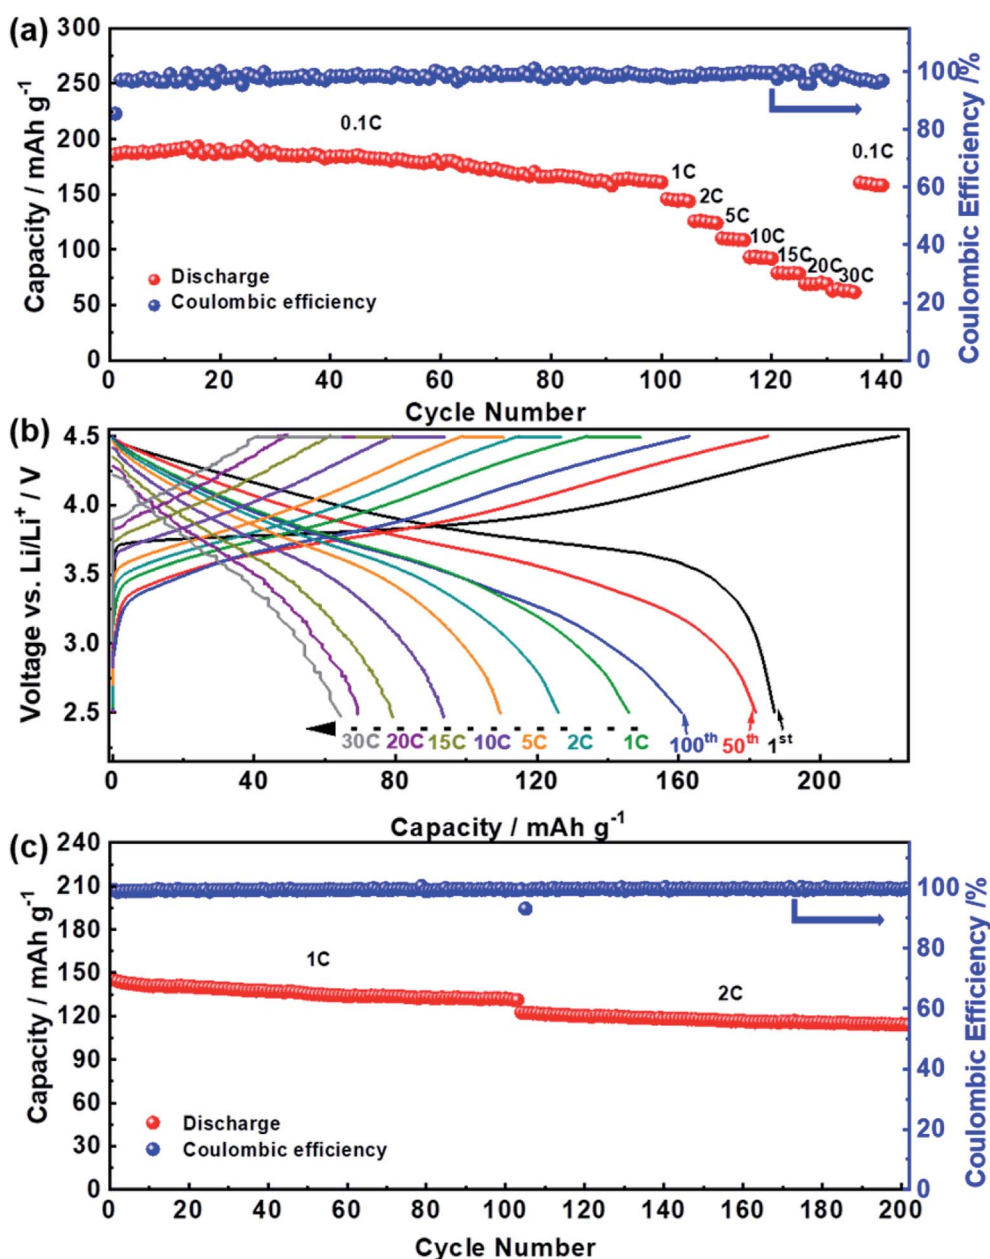 (a)
300
250
200
150
100
50
0
Capacity / mAh g⁻¹
0.1C
1C
2C
5C
10C
15C
20C
30C
0.1C
Discharge
Coulombic efficiency
100
80
60
40
20
0
Coulombic Efficiency /%
0 20 40 60 80 100 120 140
Cycle Number
(b)
4.5
4.0
3.5
3.0
2.5
Voltage vs. Li/Li⁺ / V
30C 20C 15C 10C 5C 2C 1C 100ᵗʰ 50ᵗʰ 1ˢᵗ
0 40 80 120 160 200
Capacity / mAh g⁻¹
(c)
240
210
180
150
120
90
60
30
0
Capacity / mAh g⁻¹
1C
2C
Discharge
Coulombic efficiency
100
80
60
40
20
0
Coulombic Efficiency /%
0 20 40 60 80 100 120 140 160 180 200
Cycle Number